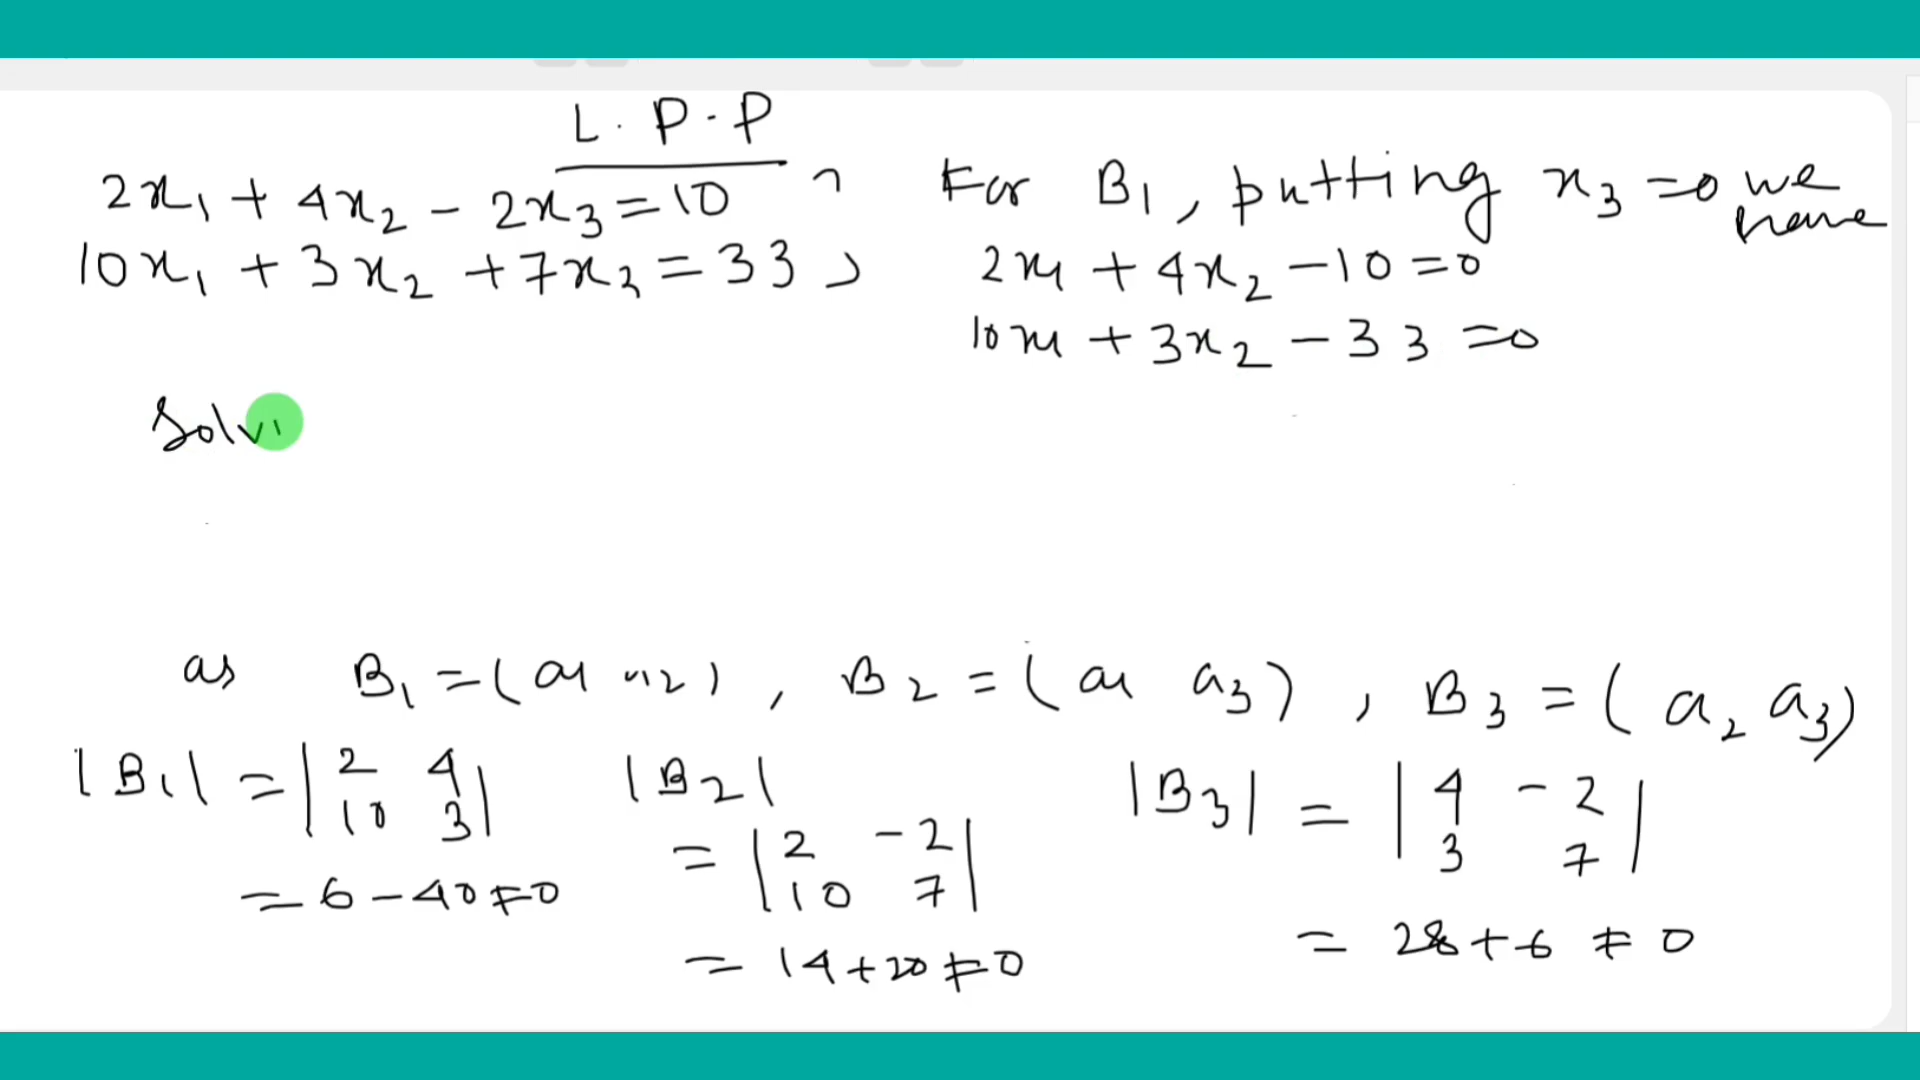 L.P.P
2x₁ + 4x₂ - 2x₃ = 10
10x₁ + 3x₂ + 7x₃ = 33,
For B₁, putting x₃ = 0 we have
2x₁ + 4x₂ - 10 = 0
10x₁ + 3x₂ - 33 = 0
Solvi
as B₁ = (a₁ a₂), B₂ = (a₁ a₃), B₃ = (a₂ a₃)
|B₁| = |2 4|
|10 3|
= 6 - 40 ≠ 0
|B₂|
= |2 -2|
|10 7|
= 14 + 20 ≠ 0
|B₃| = |4 -2|
|3 7|
= 28 + 6 ≠ 0